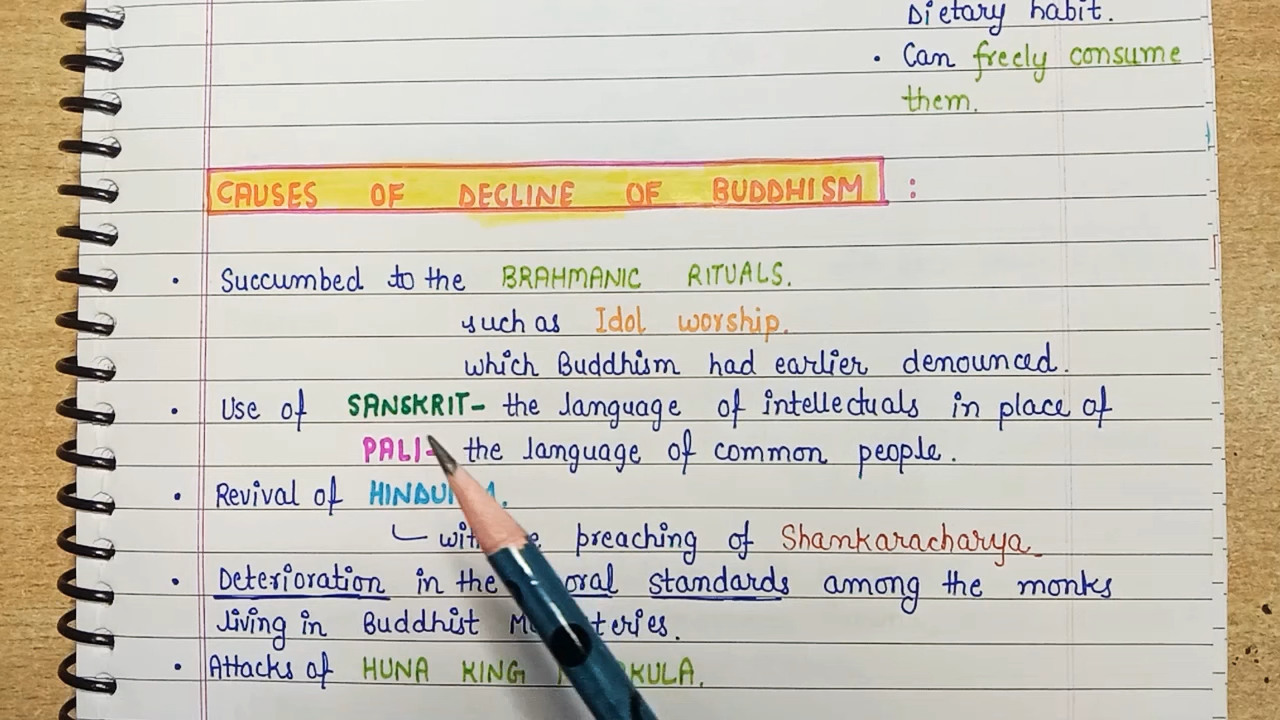 Dietary habit.
• Can freely consume
them.
CAUSES OF DECLINE OF BUDDHISM :
• Succumbed to the BRAHMANIC RITUALS.
such as Idol worship.
which Buddhism had earlier denounced.
• Use of SANSKRIT- the language of intellectuals in place of
PALI- the language of common people.
• Revival of
preaching of Shankaracharya
• Deterioration in the standards among the monks
living in Buddhist
• Attacks of HUNA KING